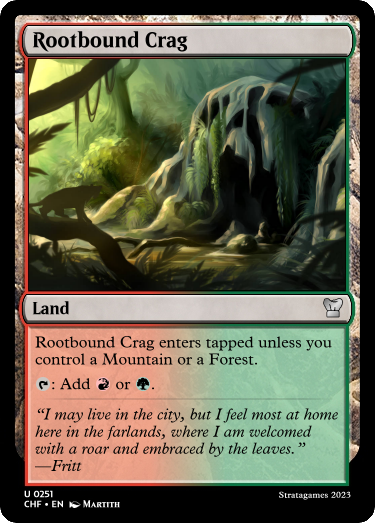 Rootbound Crag
Land
Rootbound Crag enters tapped unless you
control a Mountain or a Forest.
: Add or .
“I may live in the city, but I feel most at home
here in the farlands, where I am welcomed
with a roar and embraced by the leaves.”
—Fritt
U 0251
CHF • EN Martith
Stratagames 2023